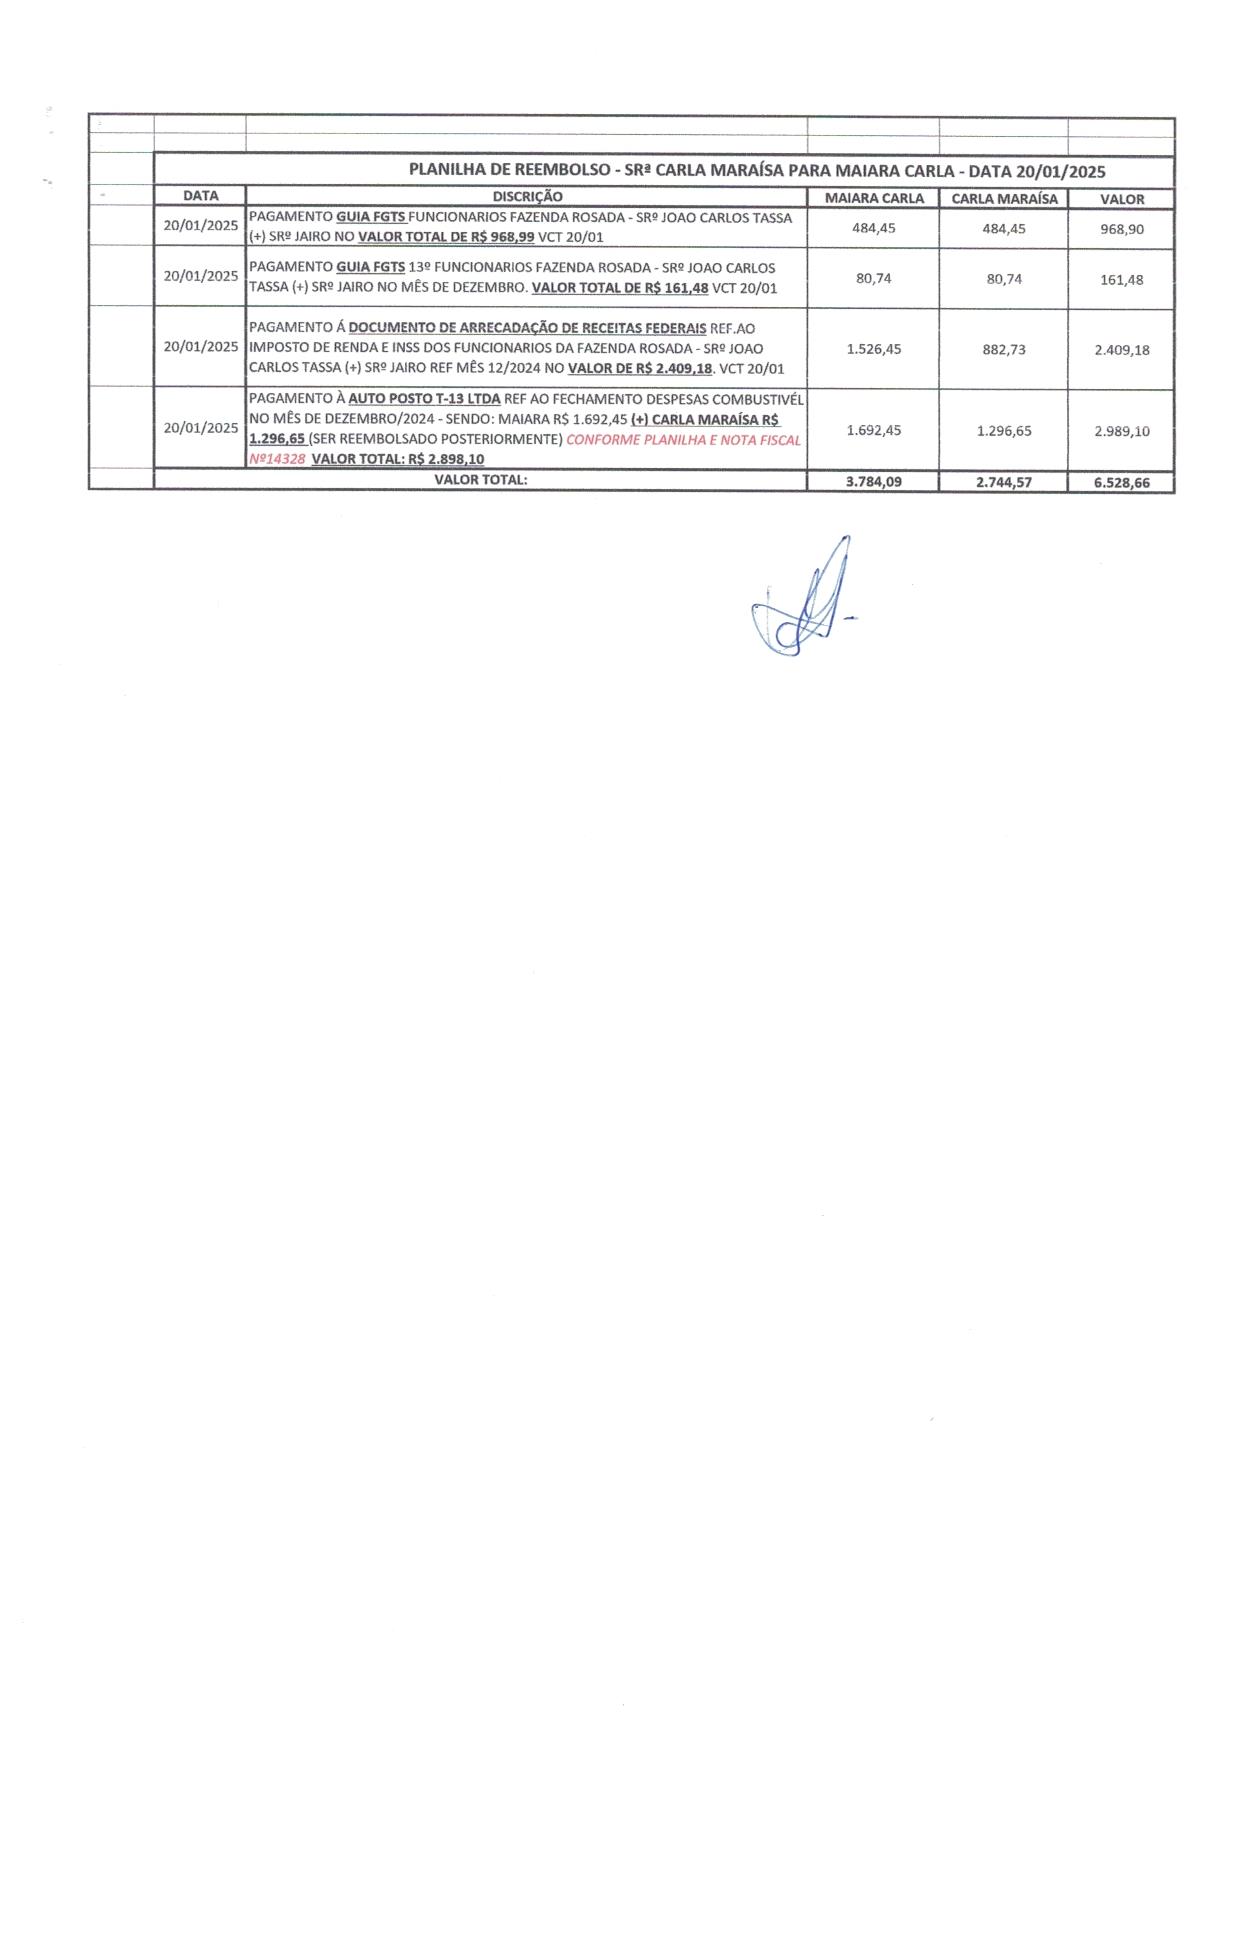 PLANILHA DE REEMBOLSO - SRª CARLA MARAÍSA PARA MAIARA CARLA - DATA 20/01/2025
DATA DISCRIÇÃO MAIARA CARLA CARLA MARAÍSA VALOR
PAGAMENTO GUIA FGTS FUNCIONARIOS FAZENDA ROSADA - SRº JOAO CARLOS TASSA
20/01/2025 (+) SRº JAIRO NO VALOR TOTAL DE R$ 968,99 VCT 20/01 484,45 484,45 968,90
PAGAMENTO GUIA FGTS 13º FUNCIONARIOS FAZENDA ROSADA - SRº JOAO CARLOS
20/01/2025 TASSA (+) SRº JAIRO NO MÊS DE DEZEMBRO. VALOR TOTAL DE R$ 161,48 VCT 20/01 80,74 80,74 161,48
PAGAMENTO Á DOCUMENTO DE ARRECADAÇÃO DE RECEITAS FEDERAIS REF.AO
20/01/2025 IMPOSTO DE RENDA E INSS DOS FUNCIONARIOS DA FAZENDA ROSADA - SRº JOAO 1.526,45 882,73 2.409,18
CARLOS TASSA (+) SRº JAIRO REF MÊS 12/2024 NO VALOR DE R$ 2.409,18. VCT 20/01
PAGAMENTO À AUTO POSTO T-13 LTDA REF AO FECHAMENTO DESPESAS COMBUSTIVÉL
20/01/2025 NO MÊS DE DEZEMBRO/2024 - SENDO: MAIARA R$ 1.692,45 (+) CARLA MARAÍSA R$ 1.692,45 1.296,65 2.989,10
1.296,65 (SER REEMBOLSADO POSTERIORMENTE) CONFORME PLANILHA E NOTA FISCAL
Nº14328 VALOR TOTAL: R$ 2.898,10
VALOR TOTAL: 3.784,09 2.744,57 6.528,66